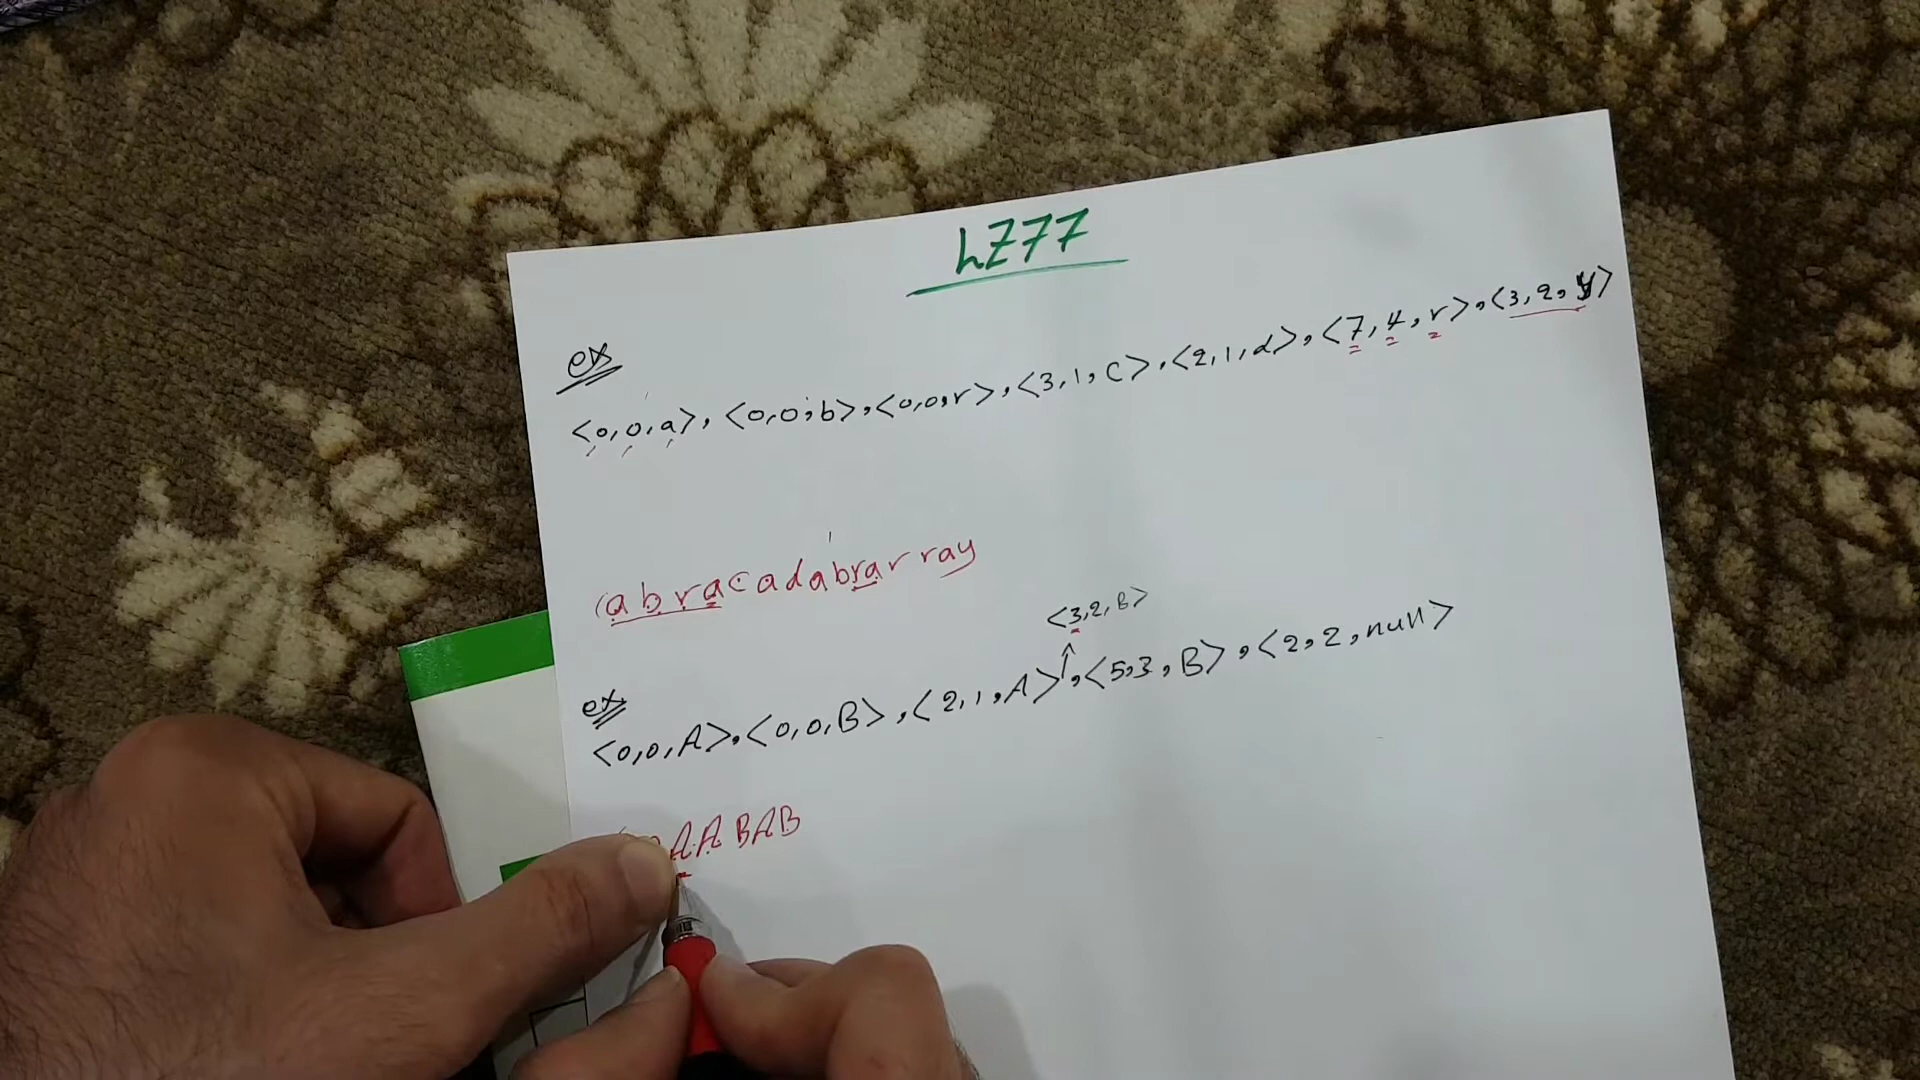 LZ77
ex
<0,0,a>, <0,0,b>,<0,0,r>,<3,1,C>,<2,1,d>,<7,4,r>,<3,2,y>
abracadabrarray
<3,2,B>
ex
<0,0,A>,<0,0,B>,<2,1,A>,<5,3,B>,<2,2,null>
AABAB